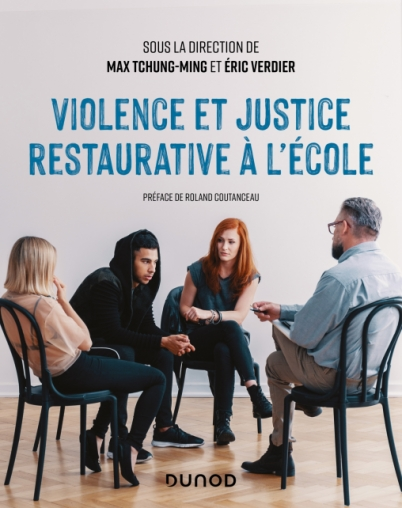 SOUS LA DIRECTION DE
MAX TCHUNG-MING ET ÉRIC VERDIER
VIOLENCE ET JUSTICE
RESTAURATIVE À L'ÉCOLE
PRÉFACE DE ROLAND COUTANCEAU
DUNOD